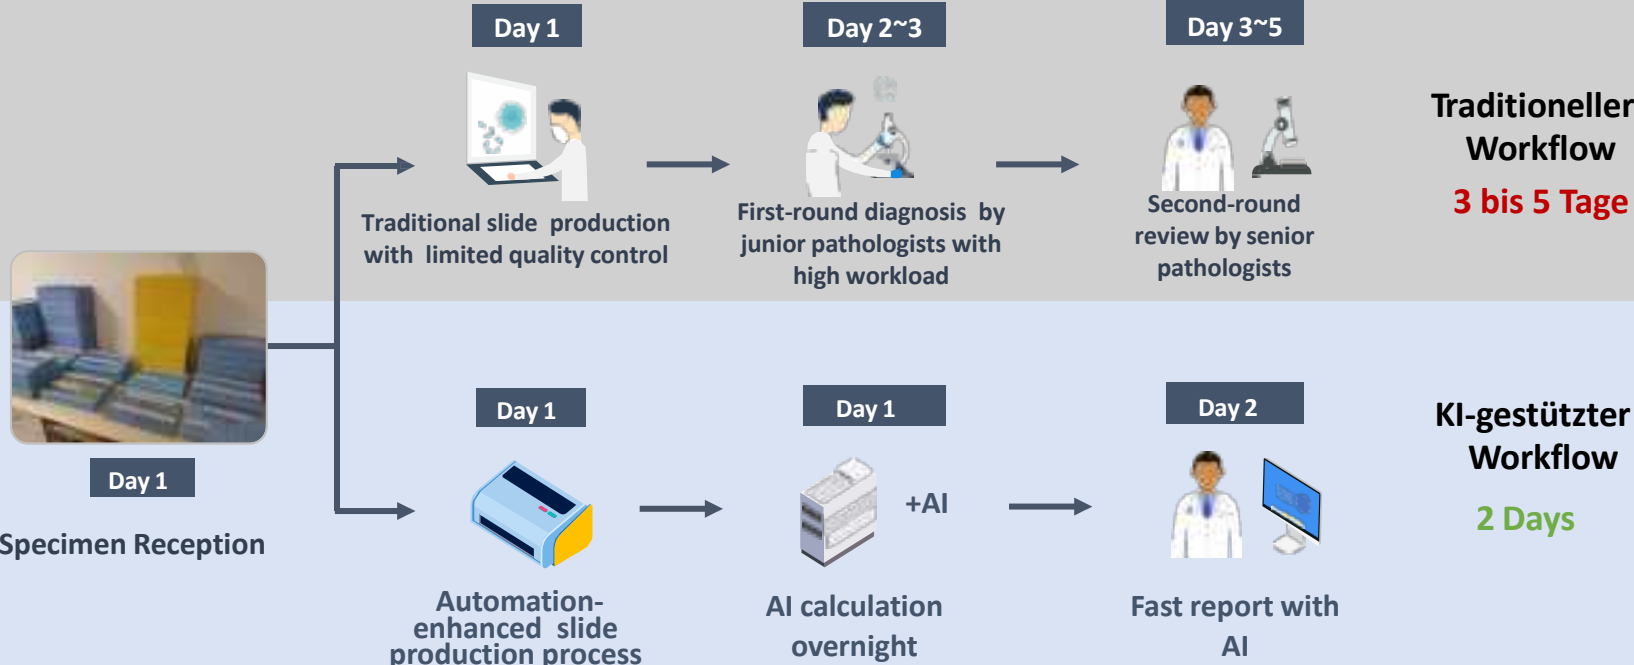 Day 1
Day 2~3
Day 3~5
Traditional slide production
with limited quality control
First-round diagnosis by
junior pathologists with
high workload
Second-round
review by senior
pathologists
Traditioneller
Workflow
3 bis 5 Tage
Day 1
Specimen Reception
Day 1
Day 1
Day 2
+AI
Automation-
enhanced slide
production process
AI calculation
overnight
Fast report with
AI
KI-gestützter
Workflow
2 Days